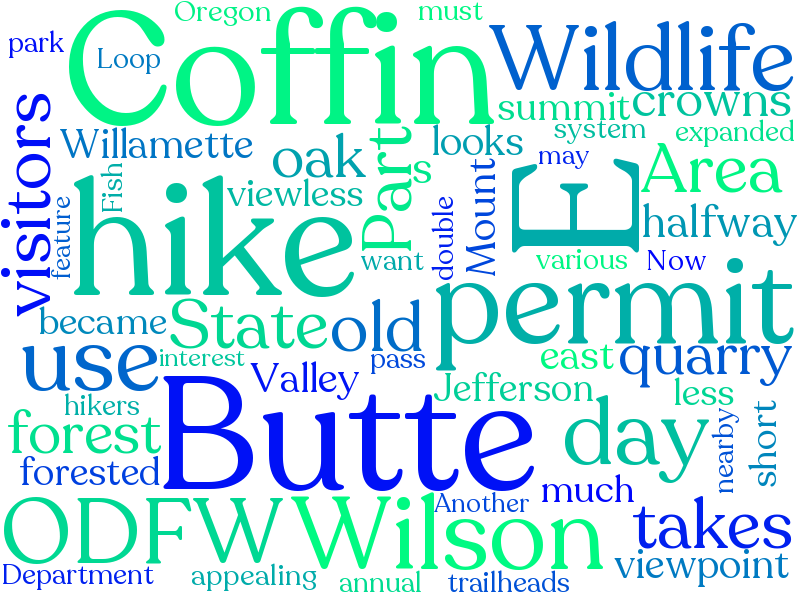 Oregon
must
park
Loop
Coffin
Wildlife
summit
crowns
system
expanded
visitors
Willamette
oak
Part
s
looks
may
Area
Fish
feature
hike
viewless
double
Mount
E
halfway
want
various
Now
became
State
old
permit
interest
pass
use
Valley
east
quarry
hikers
Jefferson
less
forest
Butte
day
nearby
short
forested
Another
much
ODFW
Wilson
takes
viewpoint
Department
appealing
annual
trailheads